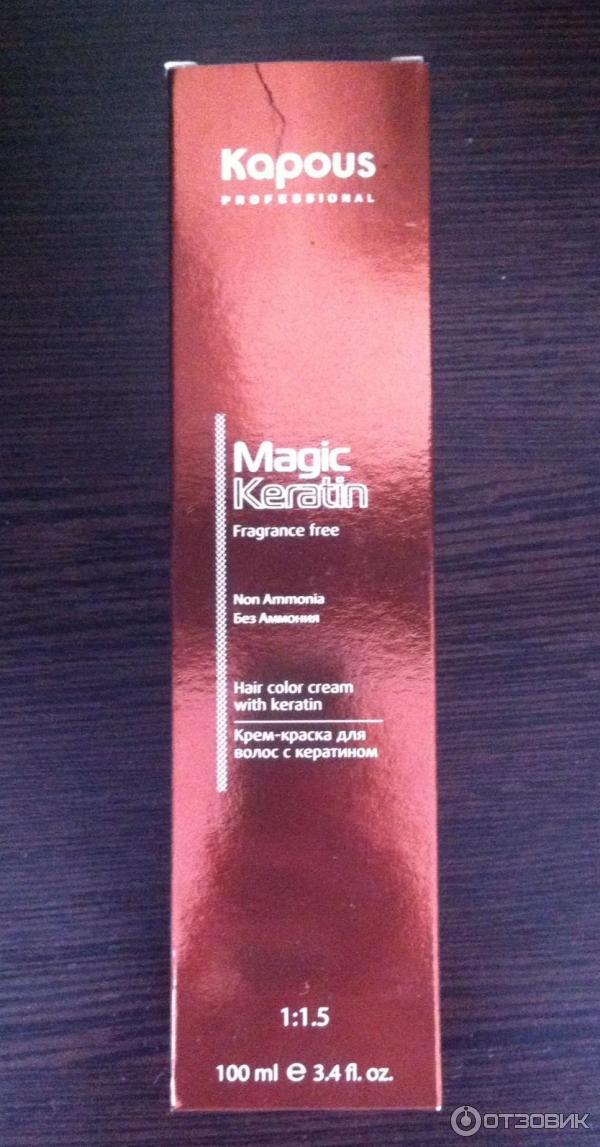 Kapous
PROFESSIONAL
Magic
Keratin
Fragrance free
Non Ammonia
Без Аммония
Hair color cream
with keratin
Крем-краска для
волос с кератином
1:1.5
100 ml e 3.4 fl. oz.
ОТЗОВИК